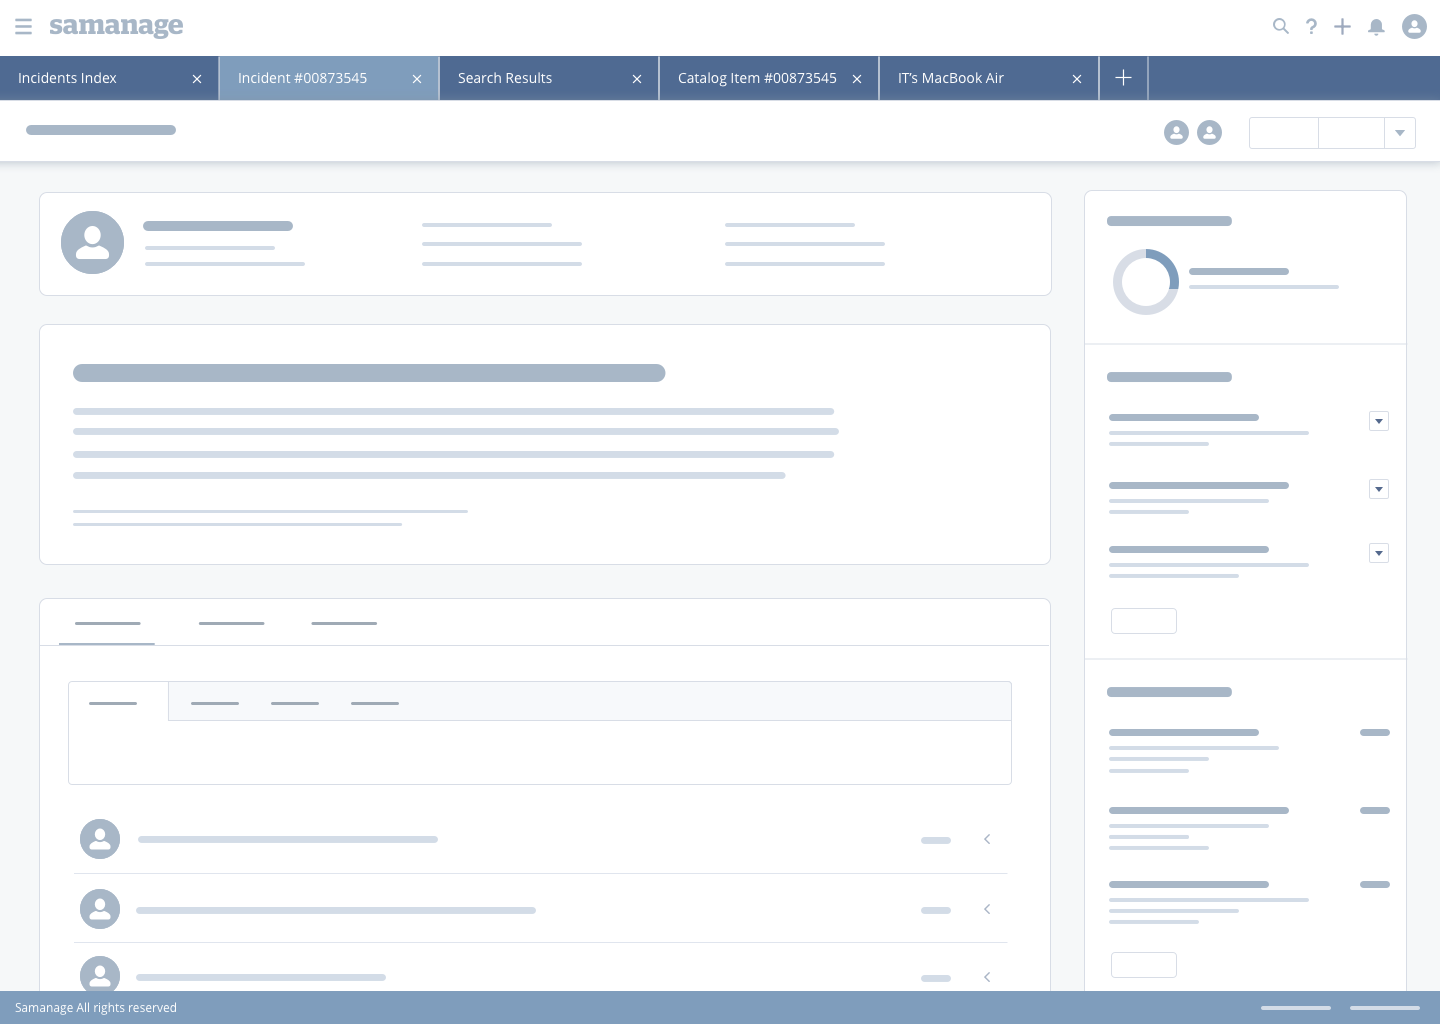 samanage
Incidents Index
Incident #00873545
Search Results
Catalog Item #00873545
IT’s MacBook Air
Samanage All rights reserved